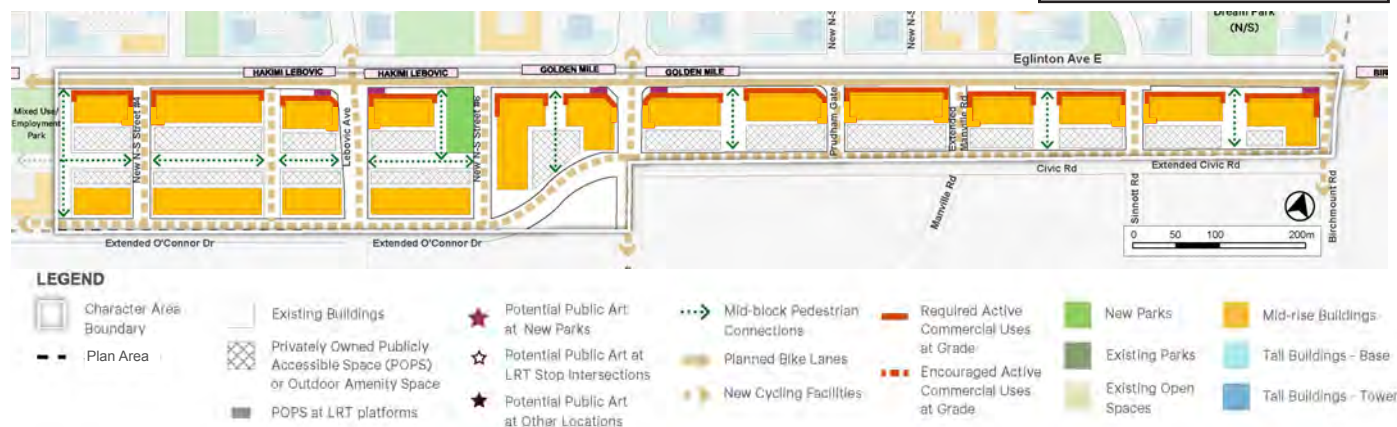 Dream Park
(N/S)
New N-S
New N-S
Eglinton Ave E
HAKIMI LEBOVIC
HAKIMI LEBOVIC
GOLDEN MILE
GOLDEN MILE
BIR
Mixed Use/
Employment
Park
New N-S Street #4
Lebovic Ave
New N-S Street #6
Prudham Gate
Extended
Manville Rd
Civic Rd
Extended Civic Rd
Manville Rd
Sinnott Rd
Birchmount Rd
Extended O'Connor Dr
Extended O'Connor Dr
0 50 100 200m
LEGEND
Character Area
Boundary
Plan Area
Existing Buildings
Privately Owned Publicly
Accessible Space (POPS)
or Outdoor Amenity Space
POPS at LRT platforms
Potential Public Art
at New Parks
Potential Public Art at
LRT Stop Intersections
Potential Public Art
at Other Locations
Mid-block Pedestrian
Connections
Planned Bike Lanes
New Cycling Facilities
Required Active
Commercial Uses
at Grade
Encouraged Active
Commercial Uses
at Grade
New Parks
Existing Parks
Existing Open
Spaces
Mid-rise Buildings
Tall Buildings - Base
Tall Buildings - Tower